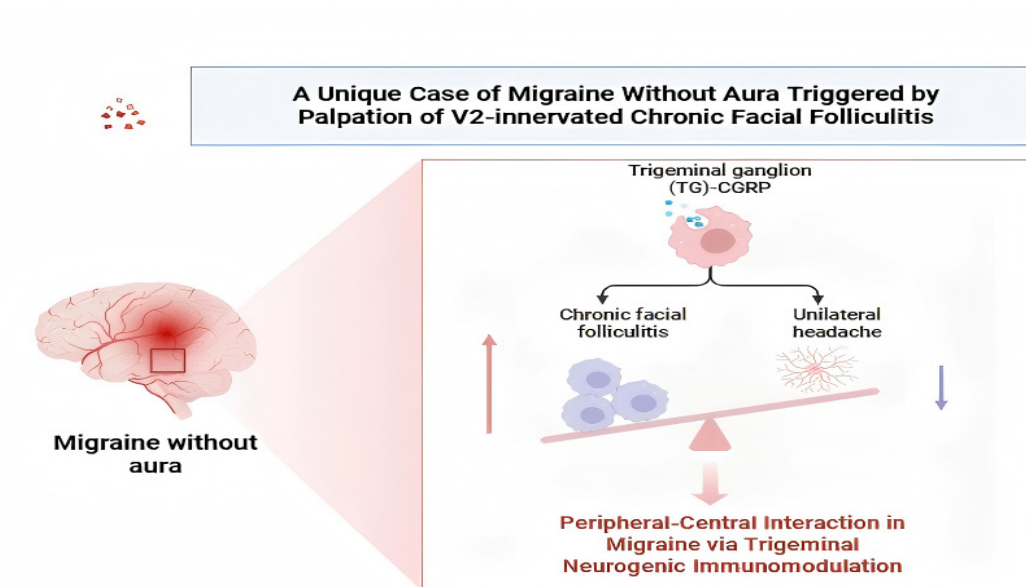 A Unique Case of Migraine Without Aura Triggered by
Palpation of V2-innervated Chronic Facial Folliculitis
Trigeminal ganglion
(TG)-CGRP
Chronic facial
folliculitis
Unilateral
headache
Migraine without
aura
Peripheral-Central Interaction in
Migraine via Trigeminal
Neurogenic Immunomodulation